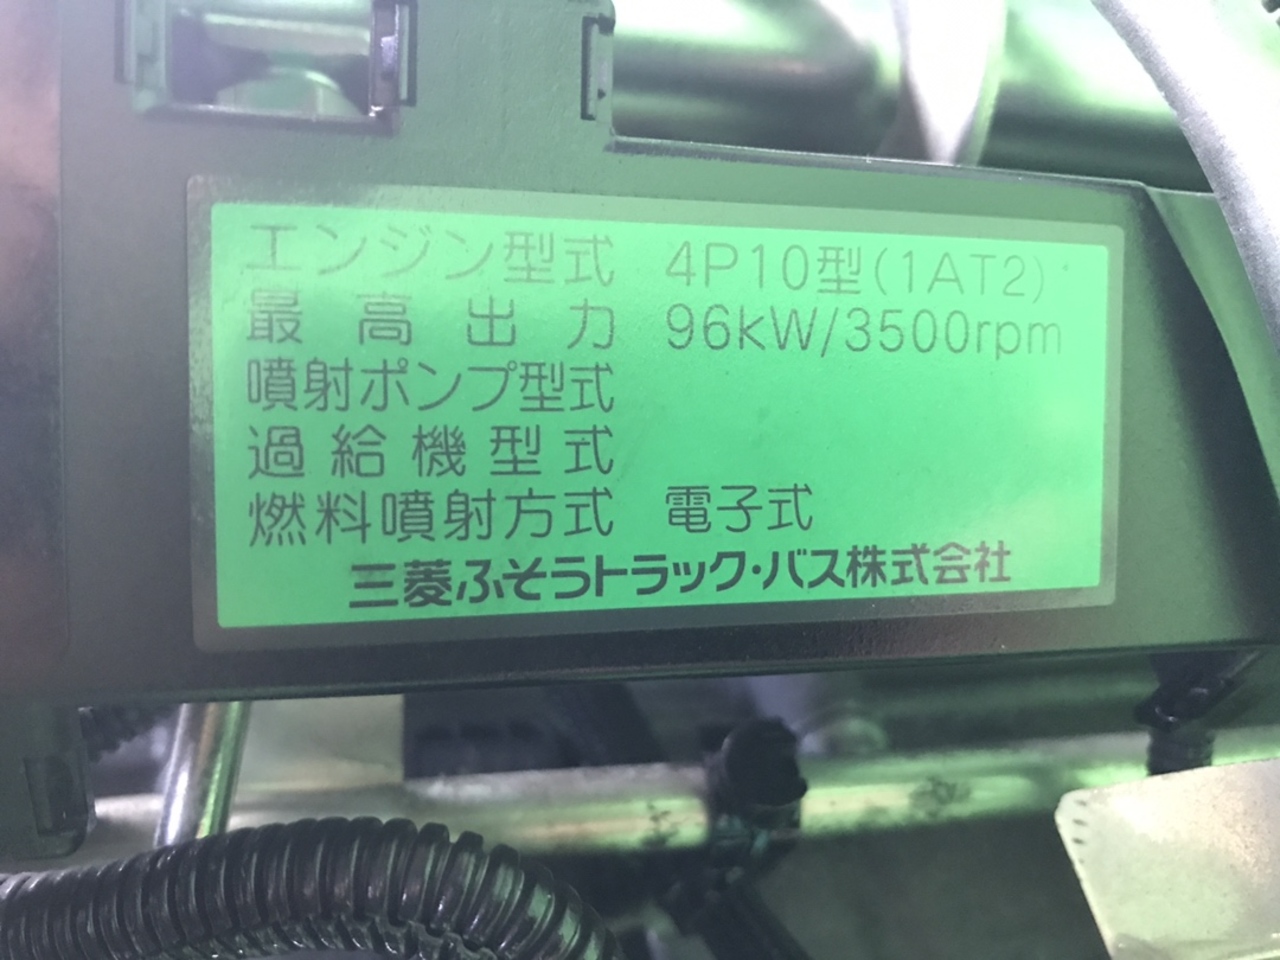 エンジン型式 4P10型(1AT2)
最高出力 96kW/3500rpm
噴射ポンプ型式
過給機型式
燃料噴射方式 電子式
三菱ふそうトラック・バス株式会社